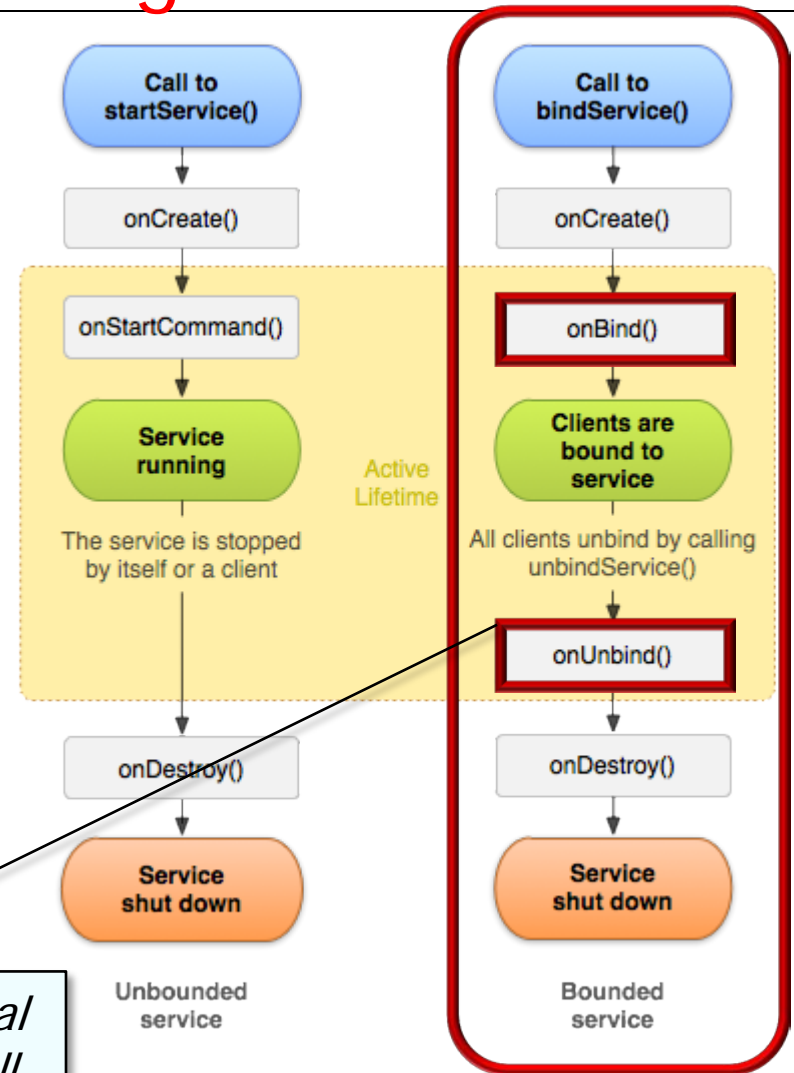 g
Call to
startService()
onCreate()
onStartCommand()
Service
running
The service is stopped
by itself or a client
onDestroy()
Service
shut down
Unbounded
service
Active
Lifetime
Call to
bindService()
onCreate()
onBind()
Clients are
bound to
service
All clients unbind by calling
unbindService()
onUnbind()
onDestroy()
Service
shut down
Bounded
service
al
ll